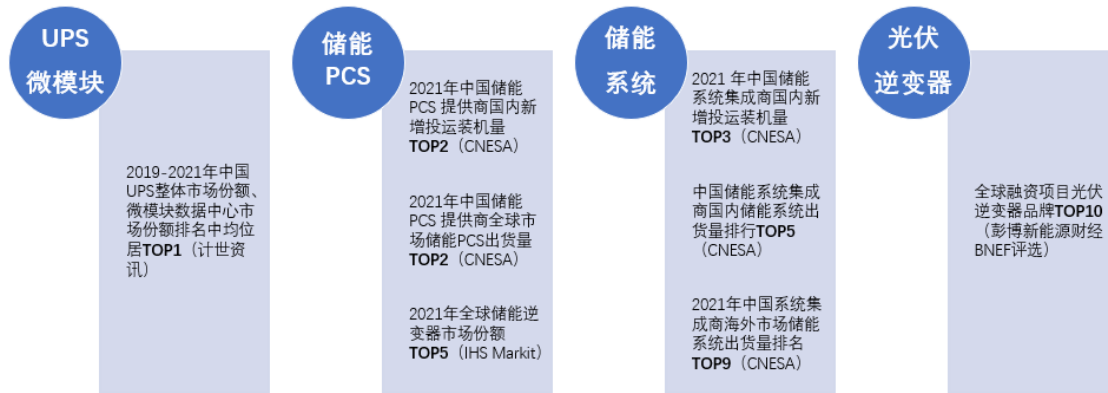 UPS
微模块
2019-2021年中国
UPS整体市场份额、
微模块数据中心市
场份额排名中均位
居TOP1（计世资
讯）
储能
PCS
2021年中国储能
PCS 提供商国内新
增投运装机量
TOP2（CNESA）
2021年中国储能
PCS 提供商全球市
场储能PCS出货量
TOP2（CNESA）
2021年全球储能逆
变器市场份额
TOP5（IHS Markit）
储能
系统
2021 年中国储能
系统集成商国内新
增投运装机量
TOP3（CNESA）
中国储能系统集成
商国内储能系统出
货量排行TOP5
（CNESA）
2021年中国系统集
成商海外市场储能
系统出货量排名
TOP9（CNESA）
光伏
逆变器
全球融资项目光伏
逆变器品牌TOP10
（彭博新能源财经
BNEF评选）